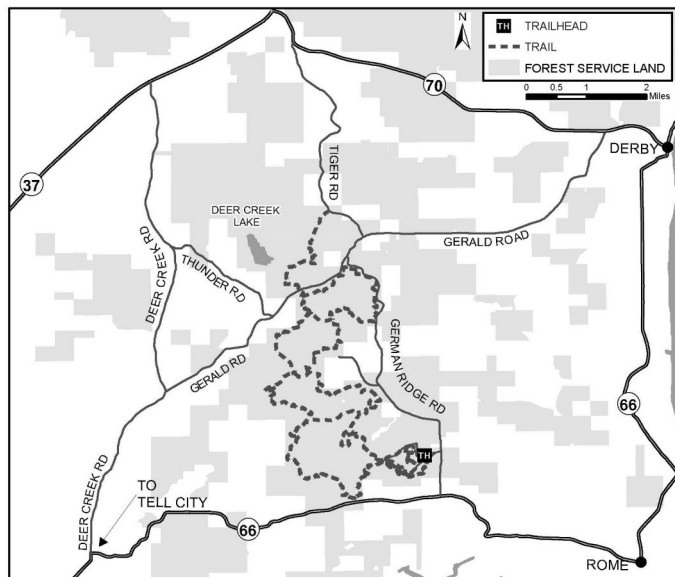 N
TH TRAILHEAD
TRAIL
FOREST SERVICE LAND
0 0.5 1 2
Miles
70
DERBY
TIGER RD
37
DEER CREEK
LAKE
GERALD ROAD
DEER CREEK RD
THUNDER RD
GERMAN RIDGE RD
GERALD RD
66
TH
DEER CREEK RD
TO
TELL CITY
66
ROME